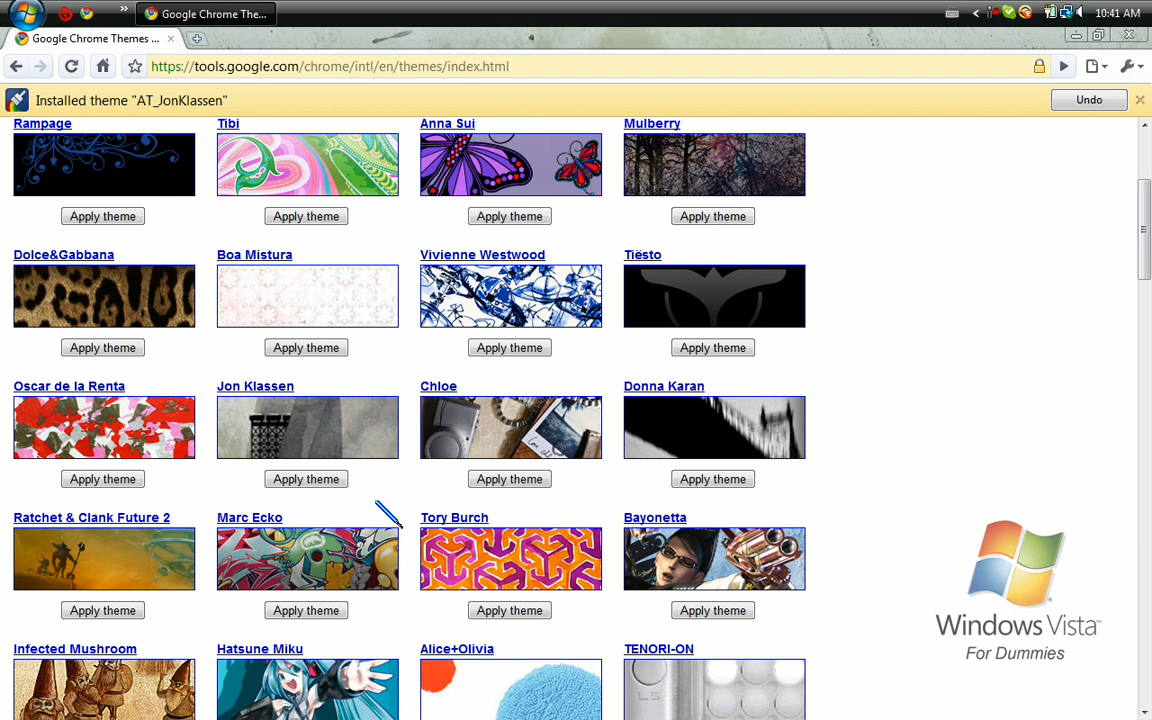 Google Chrome The...
10:41 AM
Google Chrome Themes ...
https://tools.google.com/chrome/intl/en/themes/index.html
Installed theme "AT_JonKlassen"
Undo
Rampage
Tibi
Anna Sui
Mulberry
Apply theme
Apply theme
Apply theme
Apply theme
Dolce&Gabbana
Boa Mistura
Vivienne Westwood
Tiësto
Apply theme
Apply theme
Apply theme
Apply theme
Oscar de la Renta
Jon Klassen
Chloe
Donna Karan
Apply theme
Apply theme
Apply theme
Apply theme
Ratchet & Clank Future 2
Marc Ecko
Tory Burch
Bayonetta
Apply theme
Apply theme
Apply theme
Apply theme
Infected Mushroom
Hatsune Miku
Alice+Olivia
TENORI-ON
Windows Vista™
For Dummies